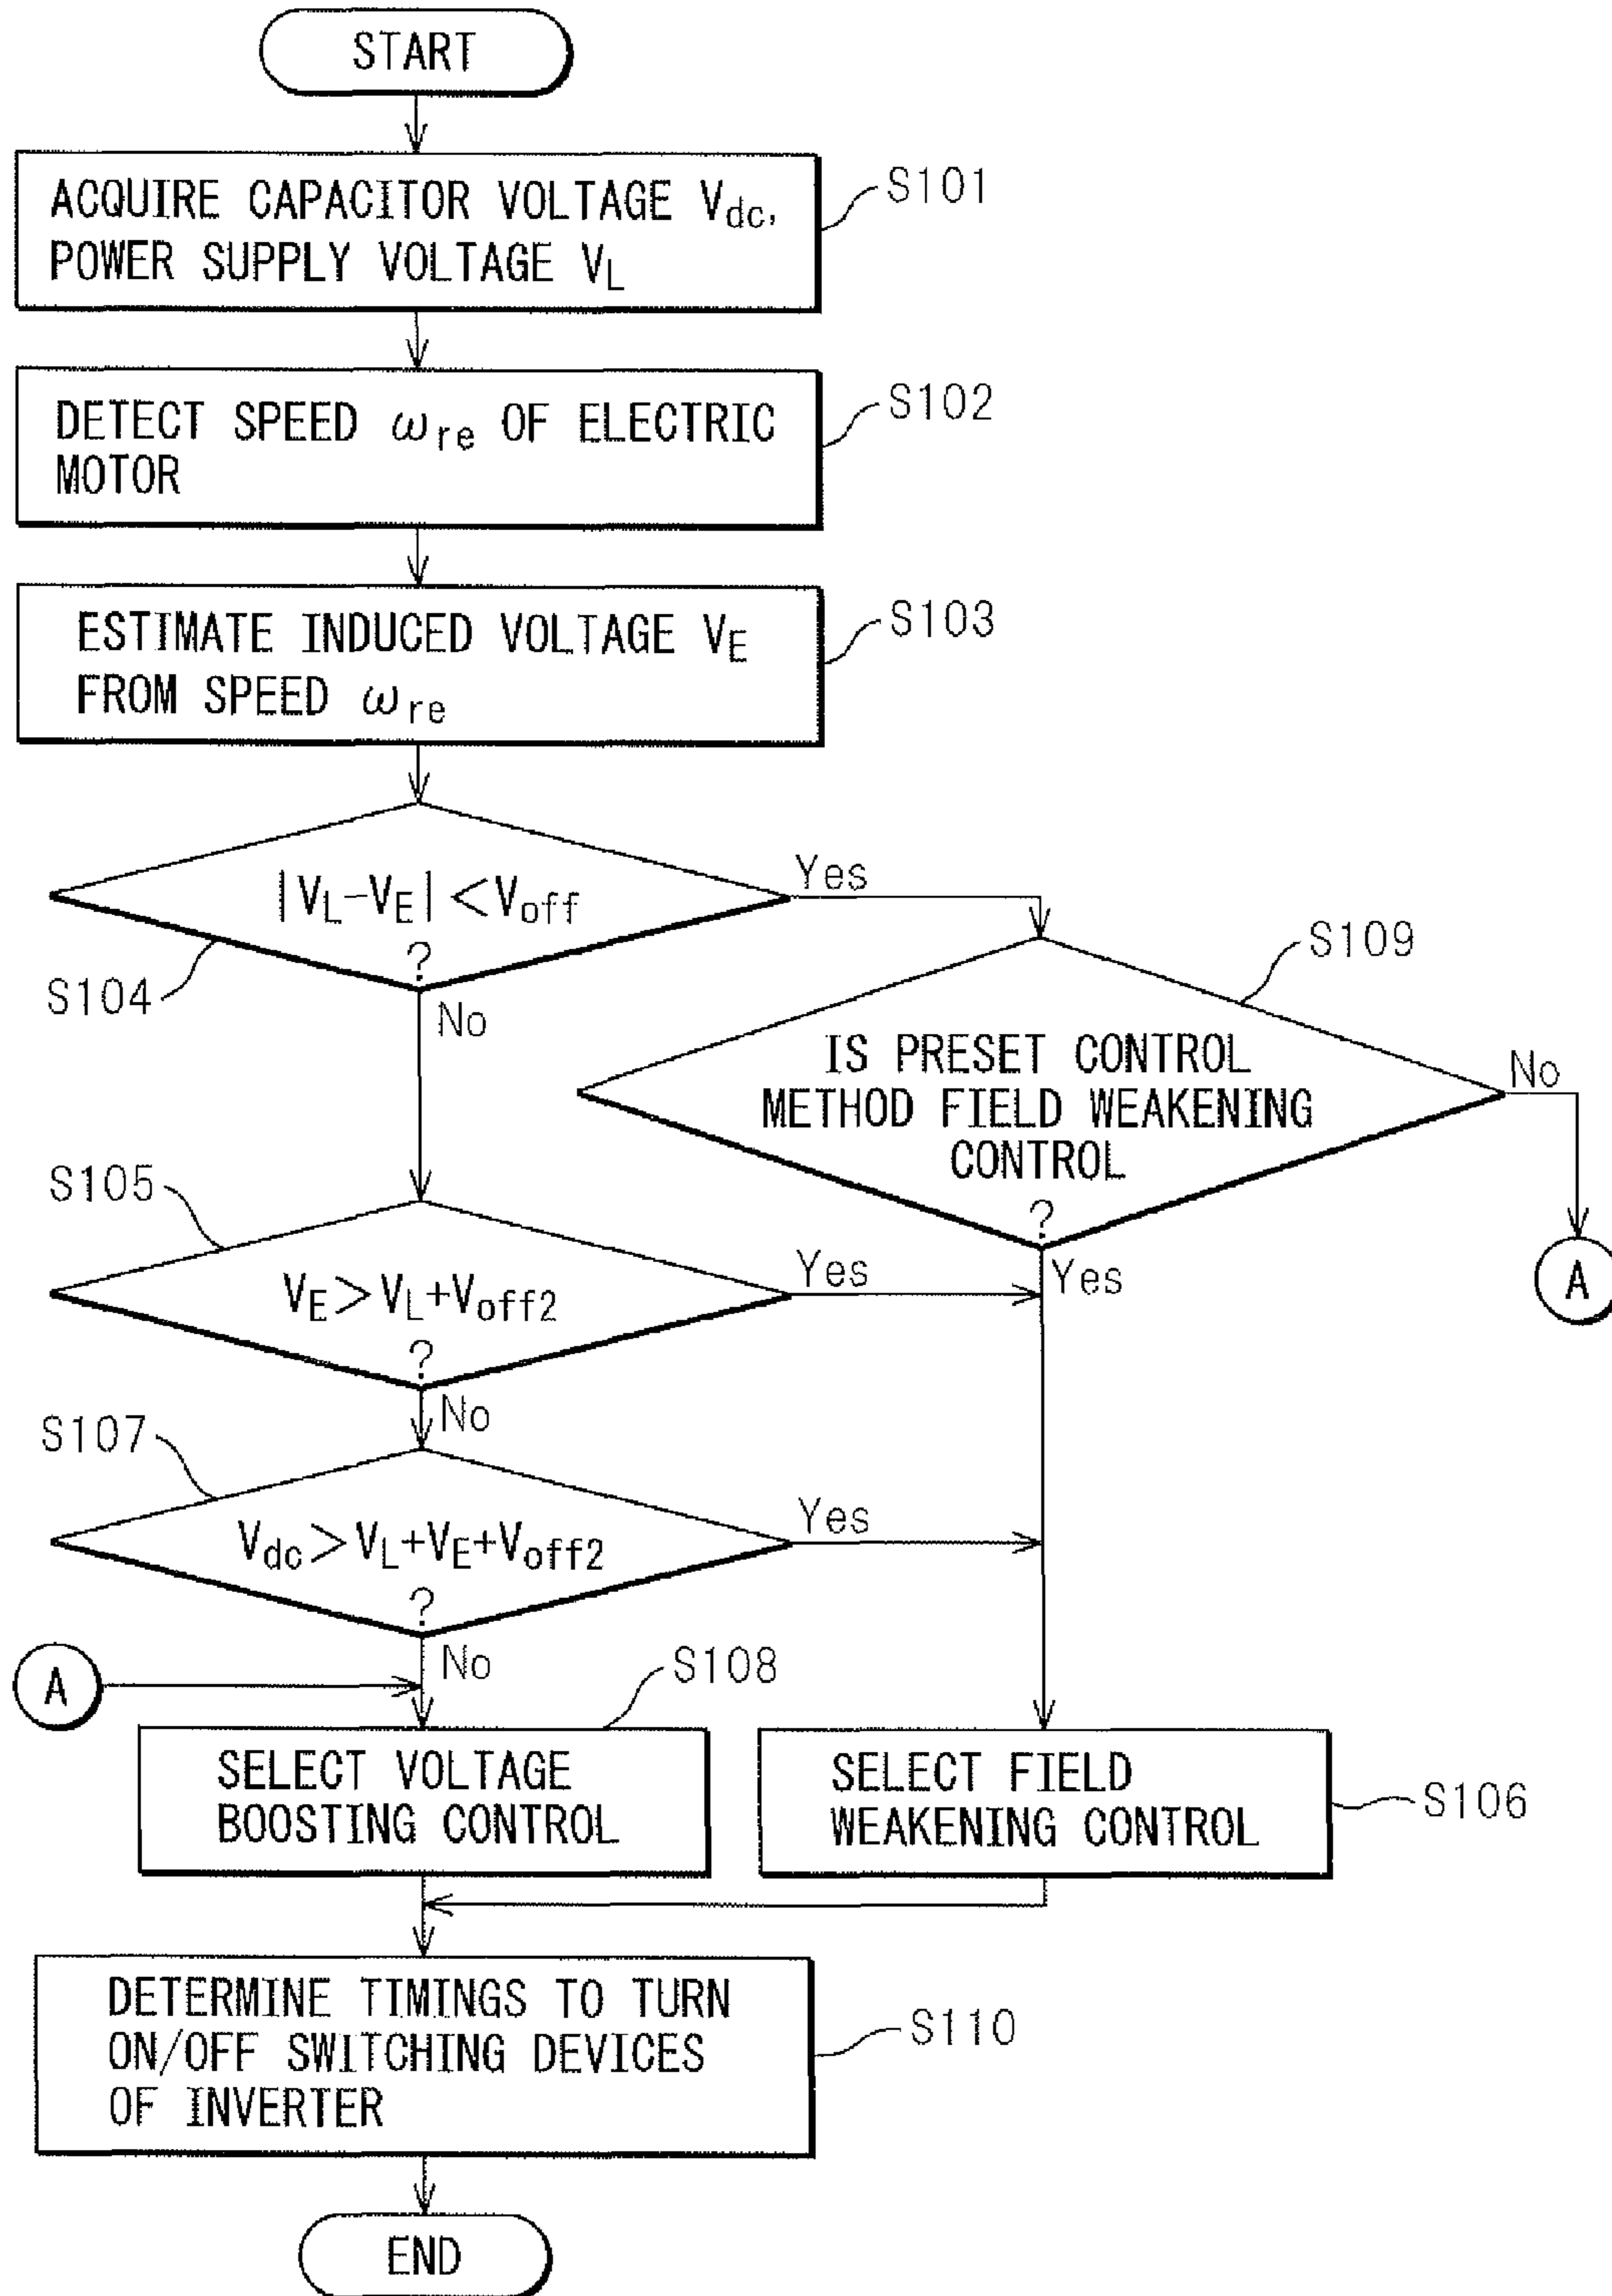 START
ACQUIRE CAPACITOR VOLTAGE Vdc,
POWER SUPPLY VOLTAGE VL
S101
DETECT SPEED ωre OF ELECTRIC
MOTOR
S102
ESTIMATE INDUCED VOLTAGE VE
FROM SPEED ωre
S103
|VL-VE|<Voff
?
Yes
No
S104
S109
IS PRESET CONTROL
METHOD FIELD WEAKENING
CONTROL
?
No
Yes
A
S105
VE>VL+Voff2
?
Yes
No
S107
Vdc>VL+VE+Voff2
?
Yes
No
A
S108
SELECT VOLTAGE
BOOSTING CONTROL
SELECT FIELD
WEAKENING CONTROL
S106
DETERMINE TIMINGS TO TURN
ON/OFF SWITCHING DEVICES
OF INVERTER
S110
END